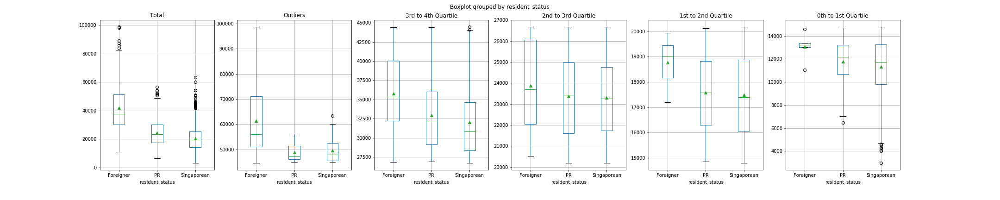 Boxplot grouped by resident_status
Total
100000
80000
60000
40000
20000
0
Foreigner PR Singaporean
resident_status
Outliers
100000
90000
80000
70000
60000
50000
Foreigner PR Singaporean
resident_status
3rd to 4th Quartile
45000
42500
40000
37500
35000
32500
30000
27500
Foreigner PR Singaporean
resident_status
2nd to 3rd Quartile
27000
26000
25000
24000
23000
22000
21000
20000
Foreigner PR Singaporean
resident_status
1st to 2nd Quartile
20000
19000
18000
17000
16000
15000
Foreigner PR Singaporean
resident_status
0th to 1st Quartile
14000
12000
10000
8000
6000
4000
Foreigner PR Singaporean
resident_status